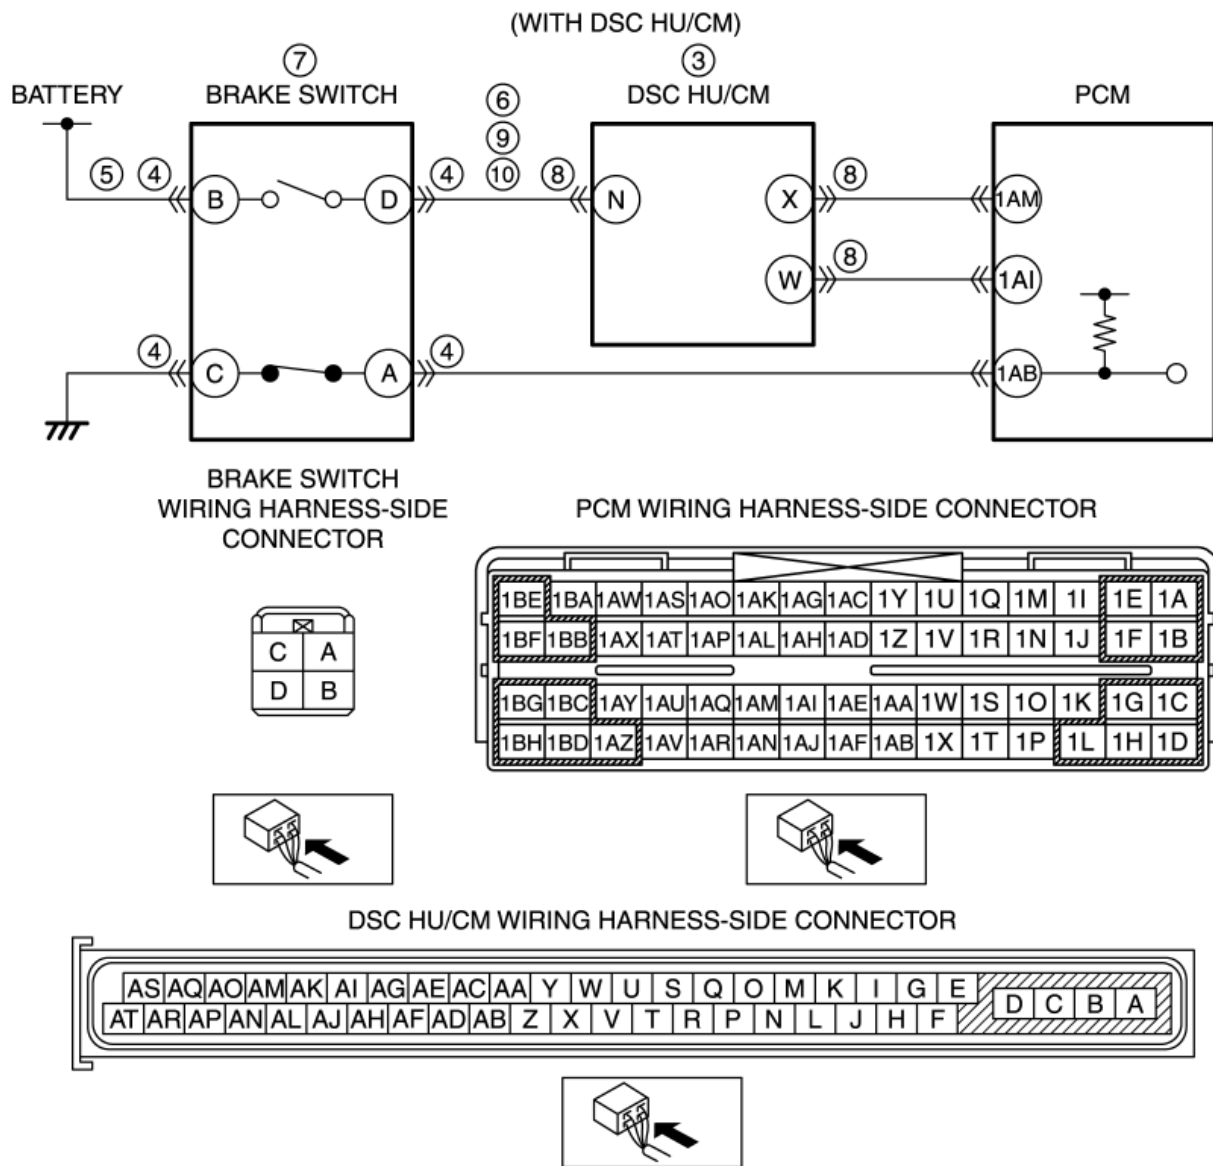 (WITH DSC HU/CM)
⑦ ③
BATTERY BRAKE SWITCH DSC HU/CM PCM
⑥
⑨
⑤ ④ ④ ⑩ ⑧ ⑧
B D N X 1AM
⑧
W 1AI
④ ④
C A 1AB
BRAKE SWITCH
WIRING HARNESS-SIDE
CONNECTOR
PCM WIRING HARNESS-SIDE CONNECTOR
C A
D B
1BE 1BA 1AW 1AS 1AO 1AK 1AG 1AC 1Y 1U 1Q 1M 1I 1E 1A
1BF 1BB 1AX 1AT 1AP 1AL 1AH 1AD 1Z 1V 1R 1N 1J 1F 1B
1BG 1BC 1AY 1AU 1AQ 1AM 1AI 1AE 1AA 1W 1S 1O 1K 1G 1C
1BH 1BD 1AZ 1AV 1AR 1AN 1AJ 1AF 1AB 1X 1T 1P 1L 1H 1D
DSC HU/CM WIRING HARNESS-SIDE CONNECTOR
AS AQ AO AM AK AI AG AE AC AA Y W U S Q O M K I G E
D C B A
AT AR AP AN AL AJ AH AF AD AB Z X V T R P N L J H F